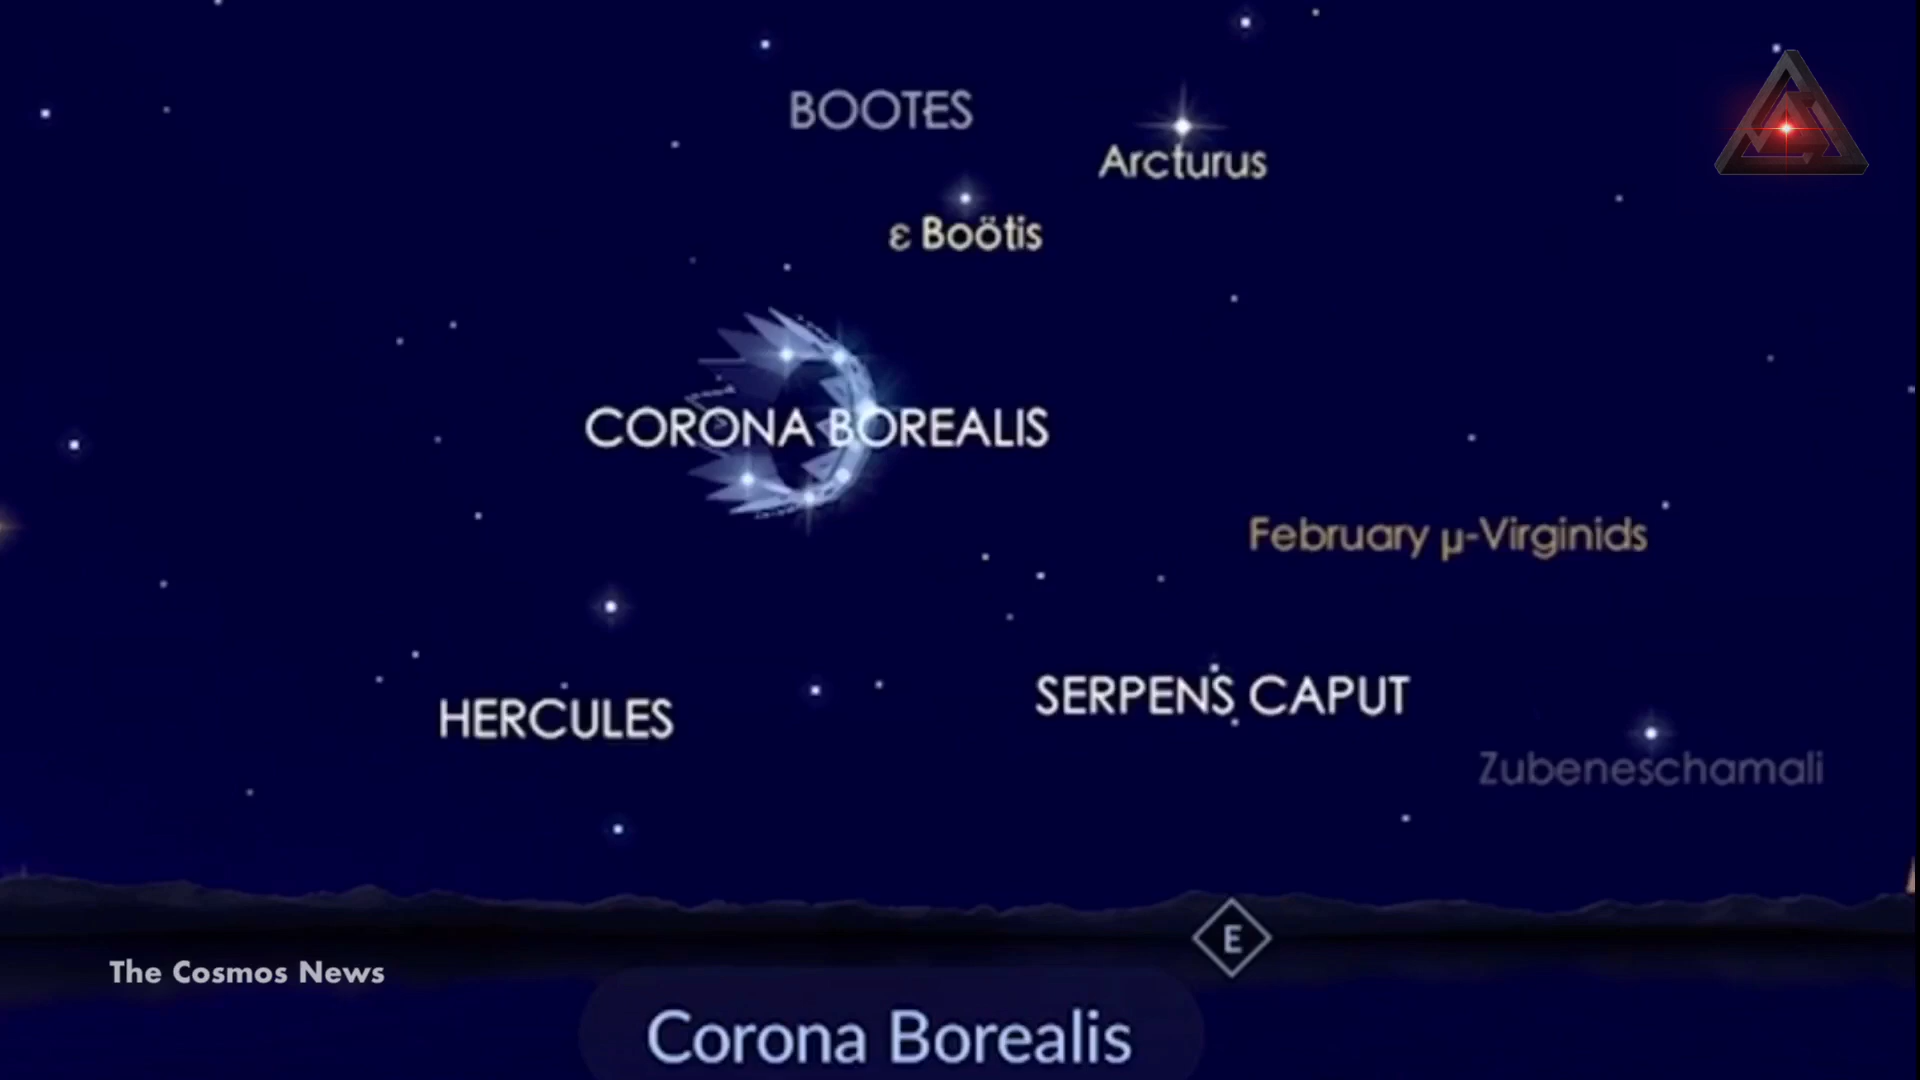 BOOTES
Arcturus
ε Boötis
CORONA BOREALIS
February μ-Virginids
SERPENS CAPUT
HERCULES
Zubeneschamali
E
The Cosmos News
Corona Borealis